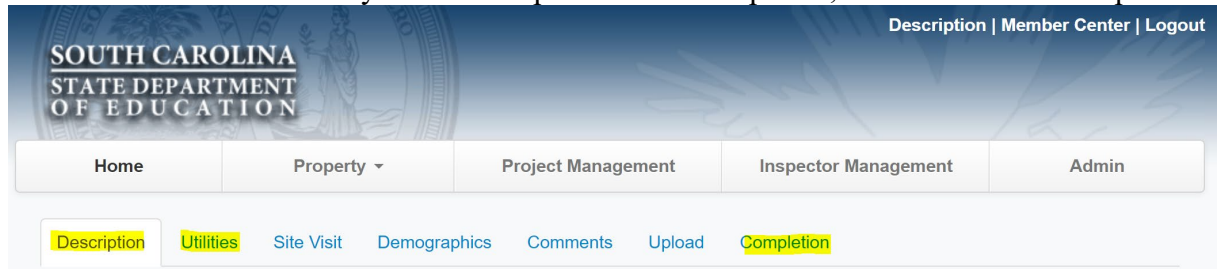 Description | Member Center | Logout
SOUTH CAROLINA
STATE DEPARTMENT
OF EDUCATION
Home Property Project Management Inspector Management Admin
Description Utilities Site Visit Demographics Comments Upload Completion